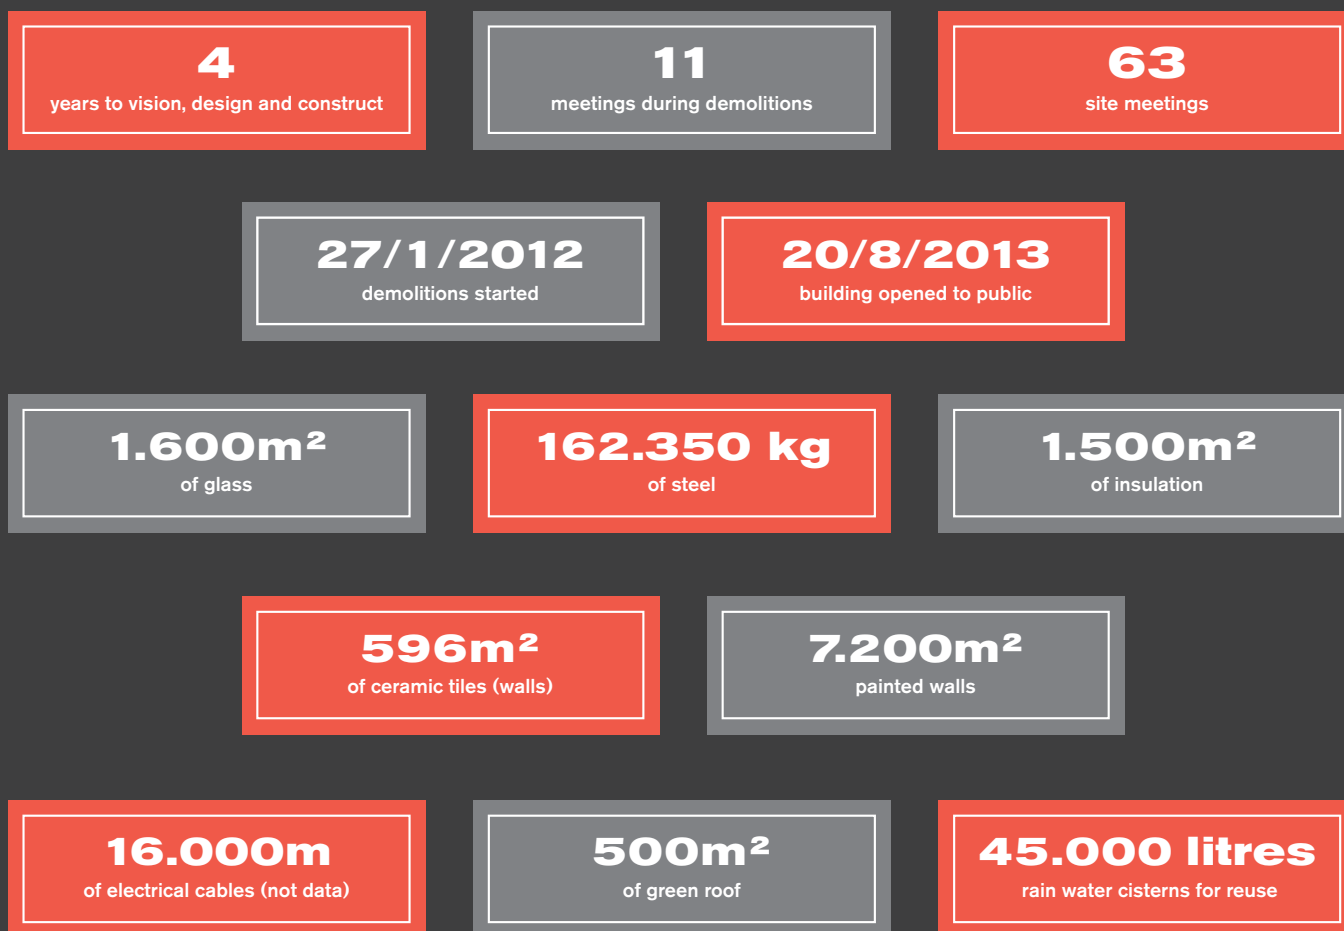 4
years to vision, design and construct
11
meetings during demolitions
63
site meetings
27/1/2012
demolitions started
20/8/2013
building opened to public
1.600m²
of glass
162.350 kg
of steel
1.500m²
of insulation
596m²
of ceramic tiles (walls)
7.200m²
painted walls
16.000m
of electrical cables (not data)
500m²
of green roof
45.000 litres
rain water cisterns for reuse